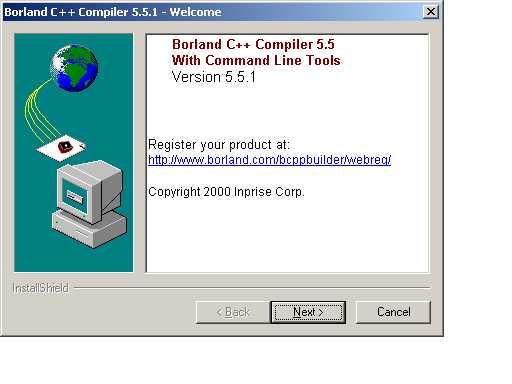 Borland C++ Compiler 5.5.1 - Welcome
Borland C++ Compiler 5.5
With Command Line Tools
Version 5.5.1
Register your product at:
http://www.borland.com/bcppbuilder/webreg/
Copyright 2000 Inprise Corp.
InstallShield
< Back Next > Cancel